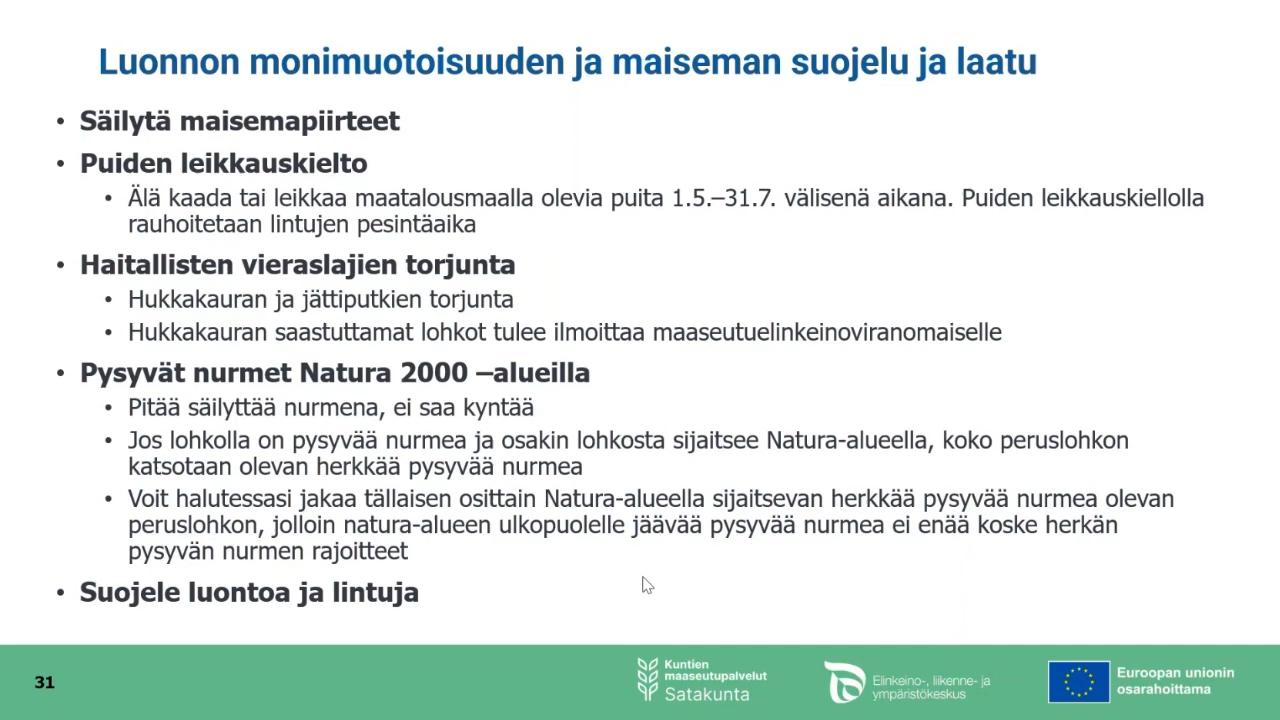 Luonnon monimuotoisuuden ja maiseman suojelu ja laatu
• Säilytä maisemapiirteet
• Puiden leikkauskielto
• Älä kaada tai leikkaa maatalousmaalla olevia puita 1.5.–31.7. välisenä aikana. Puiden leikkauskiellolla
rauhoitetaan lintujen pesintäaika
• Haitallisten vieraslajien torjunta
• Hukkakauran ja jättiputkien torjunta
• Hukkakauran saastuttamat lohkot tulee ilmoittaa maaseutuelinkeinoviranomaiselle
• Pysyvät nurmet Natura 2000 –alueilla
• Pitää säilyttää nurmena, ei saa kyntää
• Jos lohkolla on pysyvää nurmea ja osakin lohkosta sijaitsee Natura-alueella, koko peruslohkon
katsotaan olevan herkkää pysyvää nurmea
• Voit halutessasi jakaa tällaisen osittain Natura-alueella sijaitsevan herkkää pysyvää nurmea olevan
peruslohkon, jolloin natura-alueen ulkopuolelle jäävää pysyvää nurmea ei enää koske herkän
pysyvän nurmen rajoitteet
• Suojele luontoa ja lintuja
31
Kuntien
maaseutupalvelut
Satakunta
Elinkeino-, liikenne- ja
ympäristökeskus
Euroopan unionin
osarahoittama